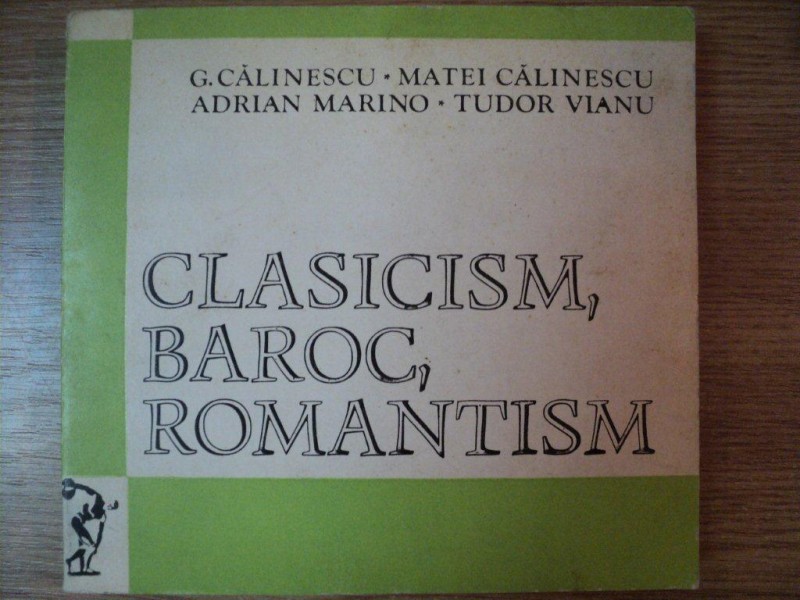 G. CĂLINESCU * MATEI CĂLINESCU
ADRIAN MARINO * TUDOR VIANU
CLASICISM,
BAROC,
ROMANTISM